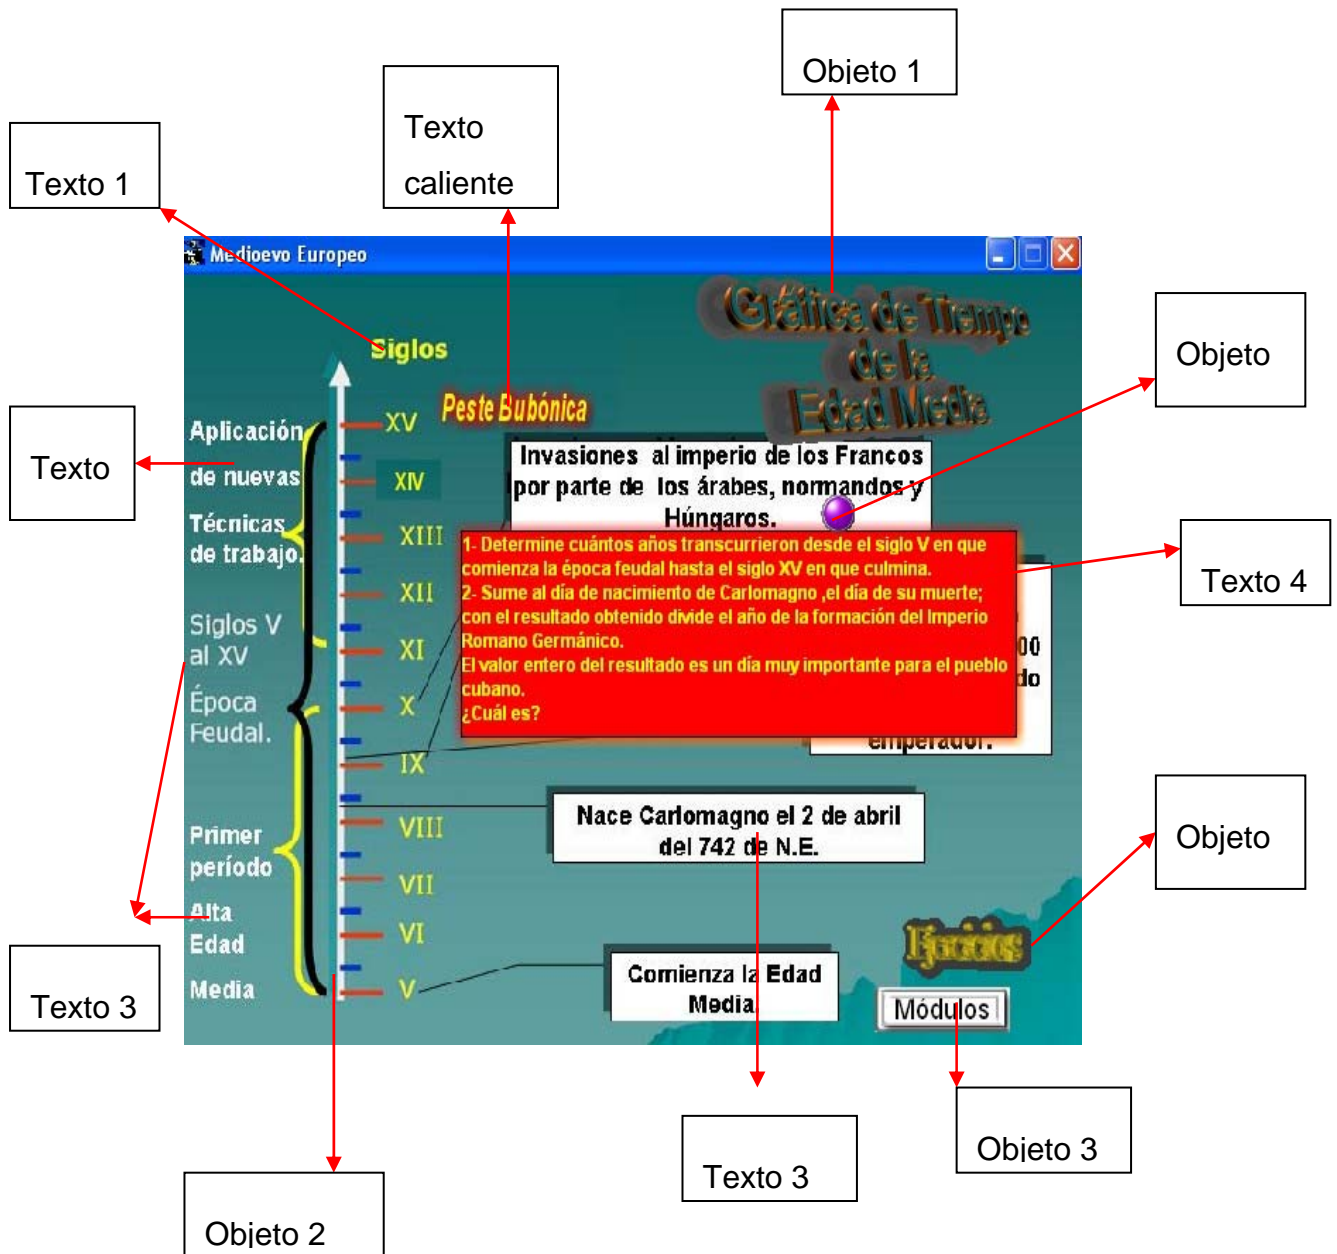 Objeto 1
Texto
caliente
Texto 1
Medioevo Europeo
Gráfica de Tiempo
de la
Edad Media
Siglos
Objeto
Peste Bubónica
XV
Aplicación
de nuevas
Técnicas
de trabajo.
Texto
XIV
XIII
XII
XI
X
IX
VIII
VII
VI
V
Invasiones al imperio de los Francos
por parte de los árabes, normandos y
Húngaros.
1- Determine cuántos años transcurrieron desde el siglo V en que
comienza la época feudal hasta el siglo XV en que culmina.
2- Sume al día de nacimiento de Carlomagno ,el día de su muerte;
con el resultado obtenido divide el año de la formación del Imperio
Romano Germánico.
El valor entero del resultado es un día muy importante para el pueblo
cubano.
¿Cuál es?
Texto 4
00
do
emperador.
Siglos V
al XV
Época
Feudal.
Nace Carlomagno el 2 de abril
del 742 de N.E.
Objeto
Primer
período
Alta
Edad
Media
Texto 3
Comienza la Edad
Media.
Módulos
Texto 3
Objeto 3
Objeto 2